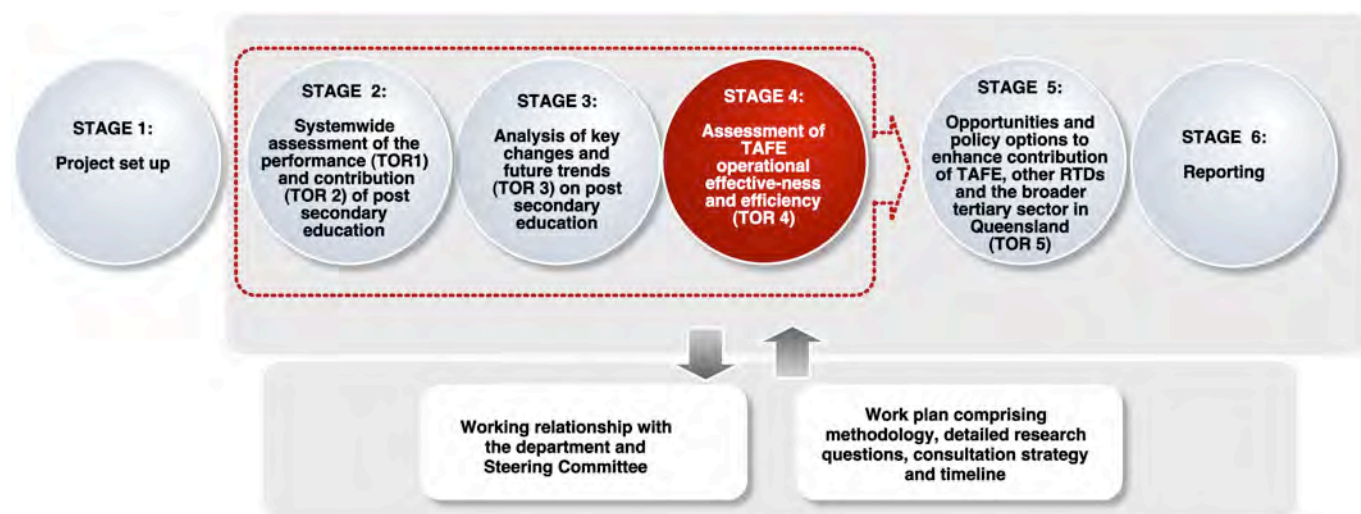 STAGE 1:
Project set up
STAGE 2:
Systemwide
assessment of the
performance (TOR1)
and contribution
(TOR 2) of post
secondary
education
STAGE 3:
Analysis of key
changes and
future trends
(TOR 3) on post
secondary
education
STAGE 4:
Assessment of
TAFE
operational
effective-ness
and efficiency
(TOR 4)
STAGE 5:
Opportunities and
policy options to
enhance contribution
of TAFE, other RTDs
and the broader
tertiary sector in
Queensland
(TOR 5)
STAGE 6:
Reporting
Working relationship with
the department and
Steering Committee
Work plan comprising
methodology, detailed research
questions, consultation strategy
and timeline